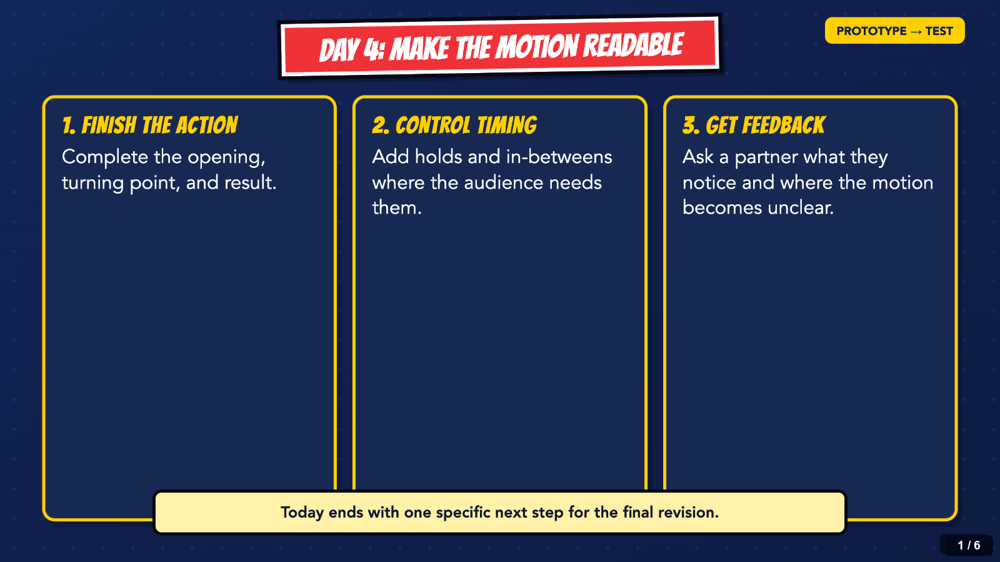 DAY 4: MAKE THE MOTION READABLE
PROTOTYPE → TEST
1. FINISH THE ACTION
Complete the opening,
turning point, and result.
2. CONTROL TIMING
Add holds and in-betweens
where the audience needs
them.
3. GET FEEDBACK
Ask a partner what they
notice and where the motion
becomes unclear.
Today ends with one specific next step for the final revision.
1 / 6